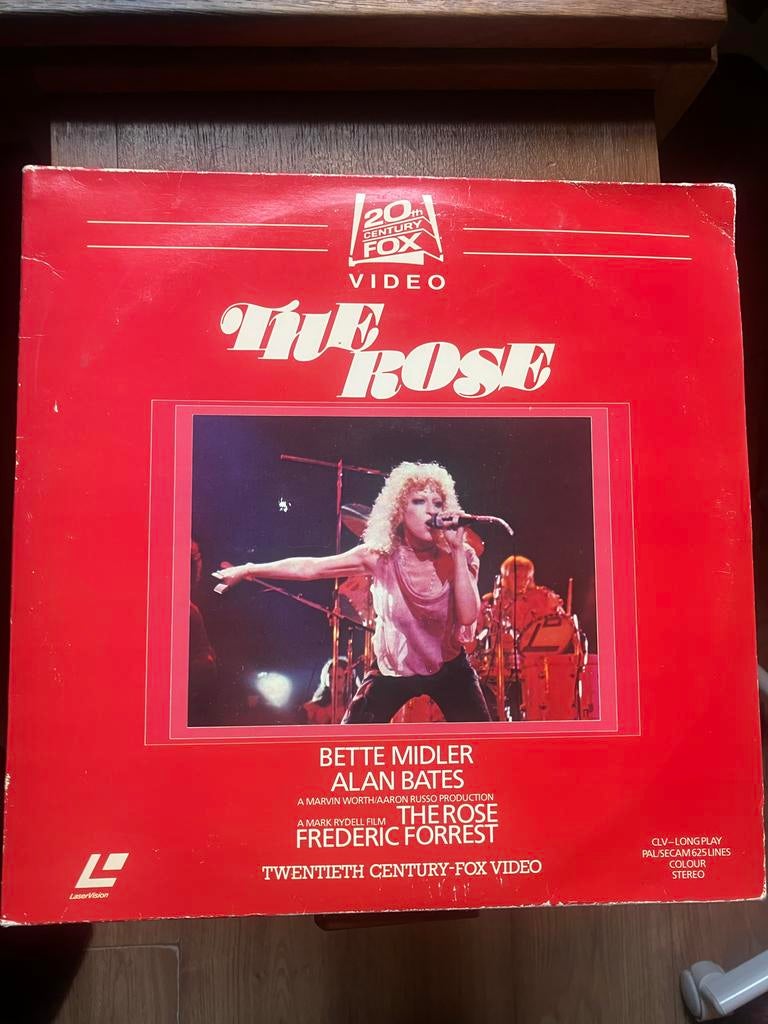 20th
CENTURY
FOX
VIDEO
THE
ROSE
BETTE MIDLER
ALAN BATES
A MARVIN WORTH/AARON RUSSO PRODUCTION
A MARK RYDELL FILM THE ROSE
FREDERIC FORREST
TWENTIETH CENTURY-FOX VIDEO
LaserVision
CLV–LONG PLAY
PAL/SECAM 625 LINES
COLOUR
STEREO